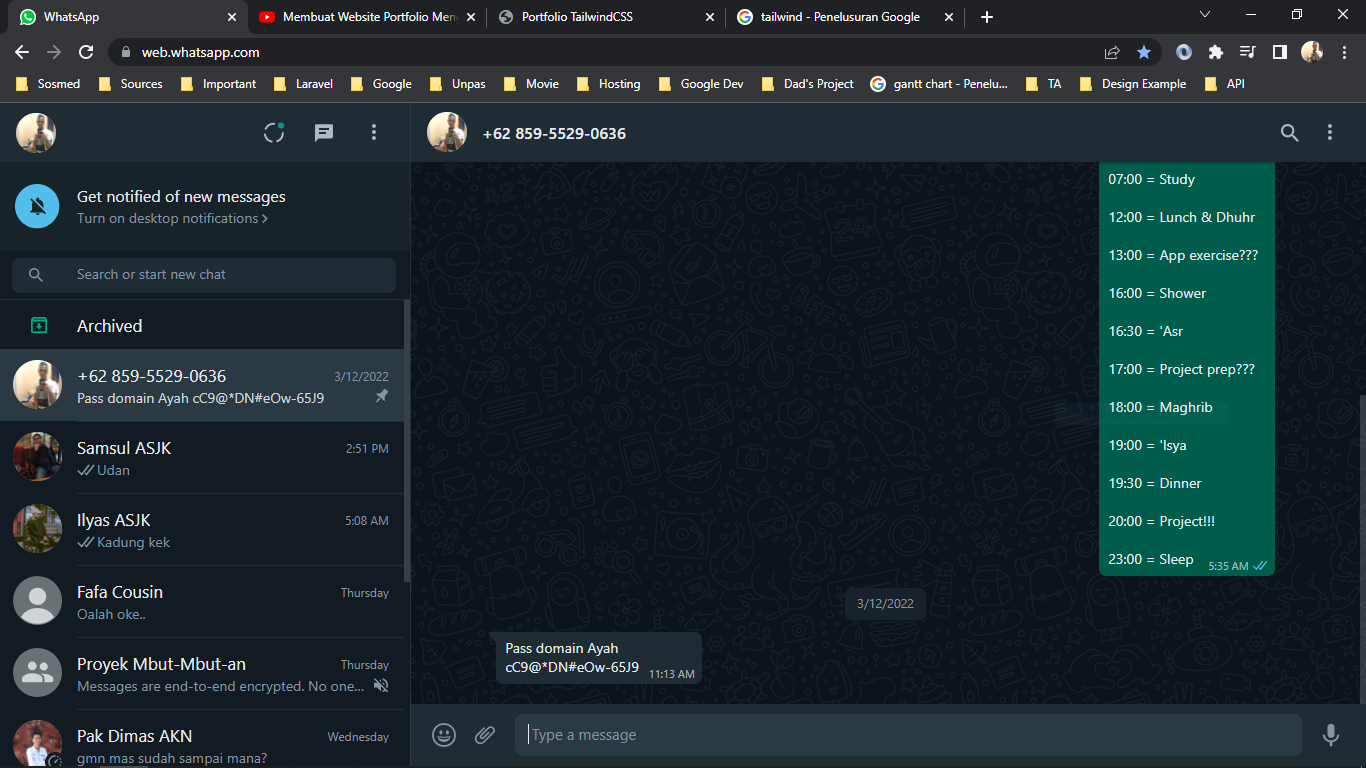 WhatsApp
Membuat Website Portfolio Men
Portfolio TailwindCSS
tailwind - Penelusuran Google
web.whatsapp.com
Sosmed
Sources
Important
Laravel
Google
Unpas
Movie
Hosting
Google Dev
Dad's Project
gantt chart - Penelu...
TA
Design Example
API
Get notified of new messages
Turn on desktop notifications >
Search or start new chat
Archived
+62 859-5529-0636
3/12/2022
Pass domain Ayah cC9@*DN#eOw-65J9
Samsul ASJK
2:51 PM
Udan
Ilyas ASJK
5:08 AM
Kadung kek
Fafa Cousin
Thursday
Oalah oke..
Proyek Mbut-Mbut-an
Thursday
Messages are end-to-end encrypted. No one...
Pak Dimas AKN
Wednesday
gmn mas sudah sampai mana?
+62 859-5529-0636
07:00 = Study
12:00 = Lunch & Dhuhr
13:00 = App exercise???
16:00 = Shower
16:30 = 'Asr
17:00 = Project prep???
18:00 = Maghrib
19:00 = 'Isya
19:30 = Dinner
20:00 = Project!!!
23:00 = Sleep
5:35 AM
3/12/2022
Pass domain Ayah
cC9@*DN#eOw-65J9
11:13 AM
Type a message